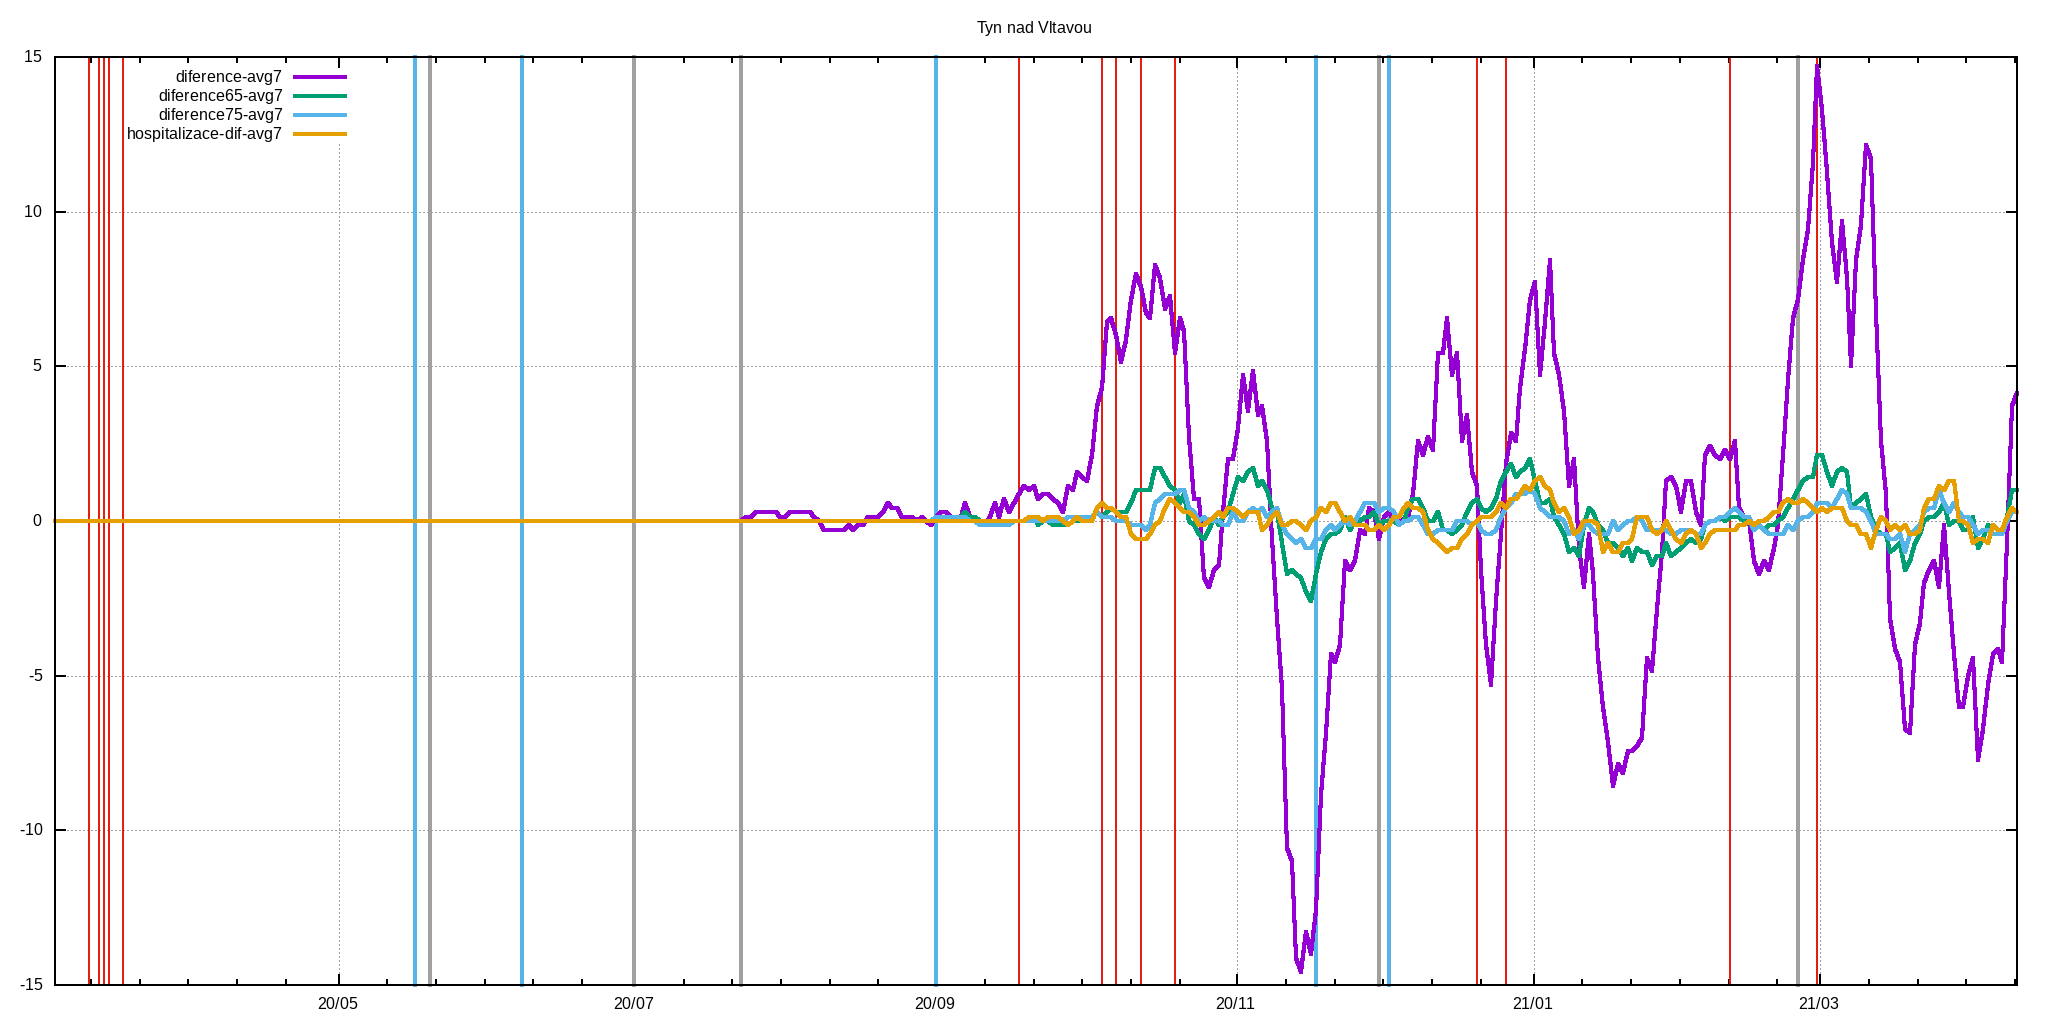 Tyn nad Vltavou
diference-avg7
diference65-avg7
diference75-avg7
hospitalizace-dif-avg7
15
10
5
0
-5
-10
-15
20/05 20/07 20/09 20/11 21/01 21/03